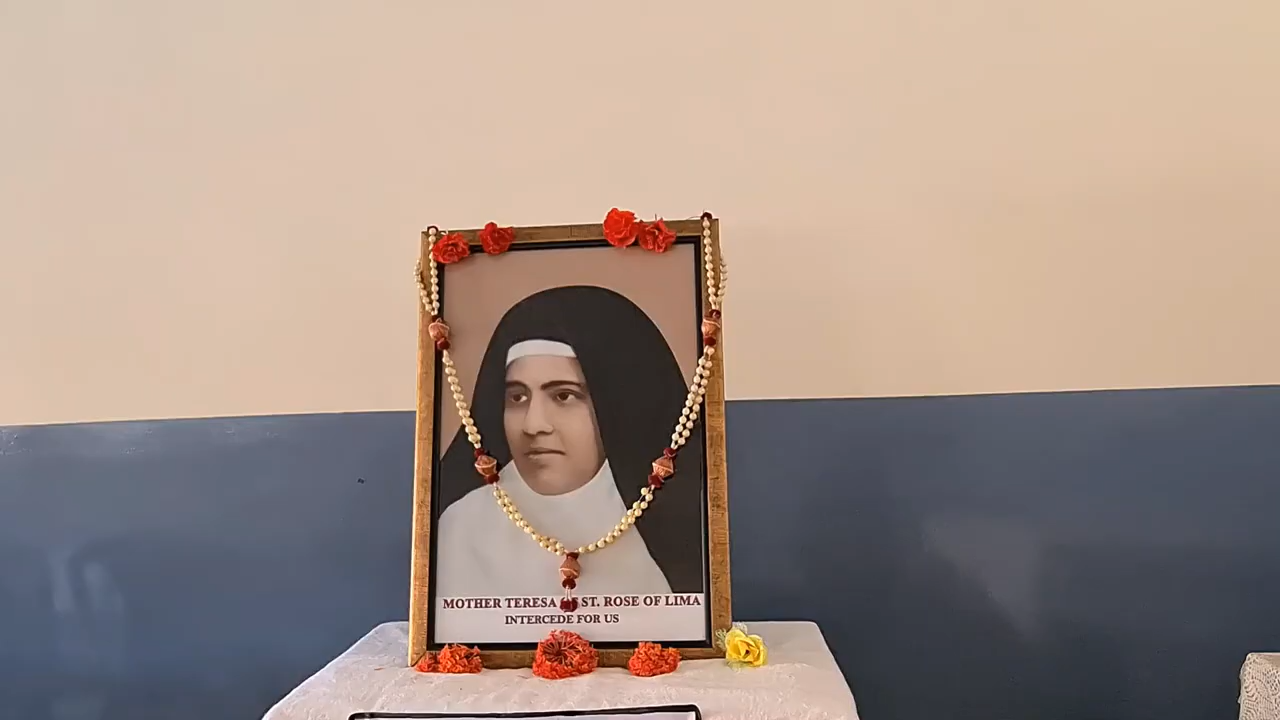 MOTHER TERESA ST. ROSE OF LIMA
INTERCEDE FOR US